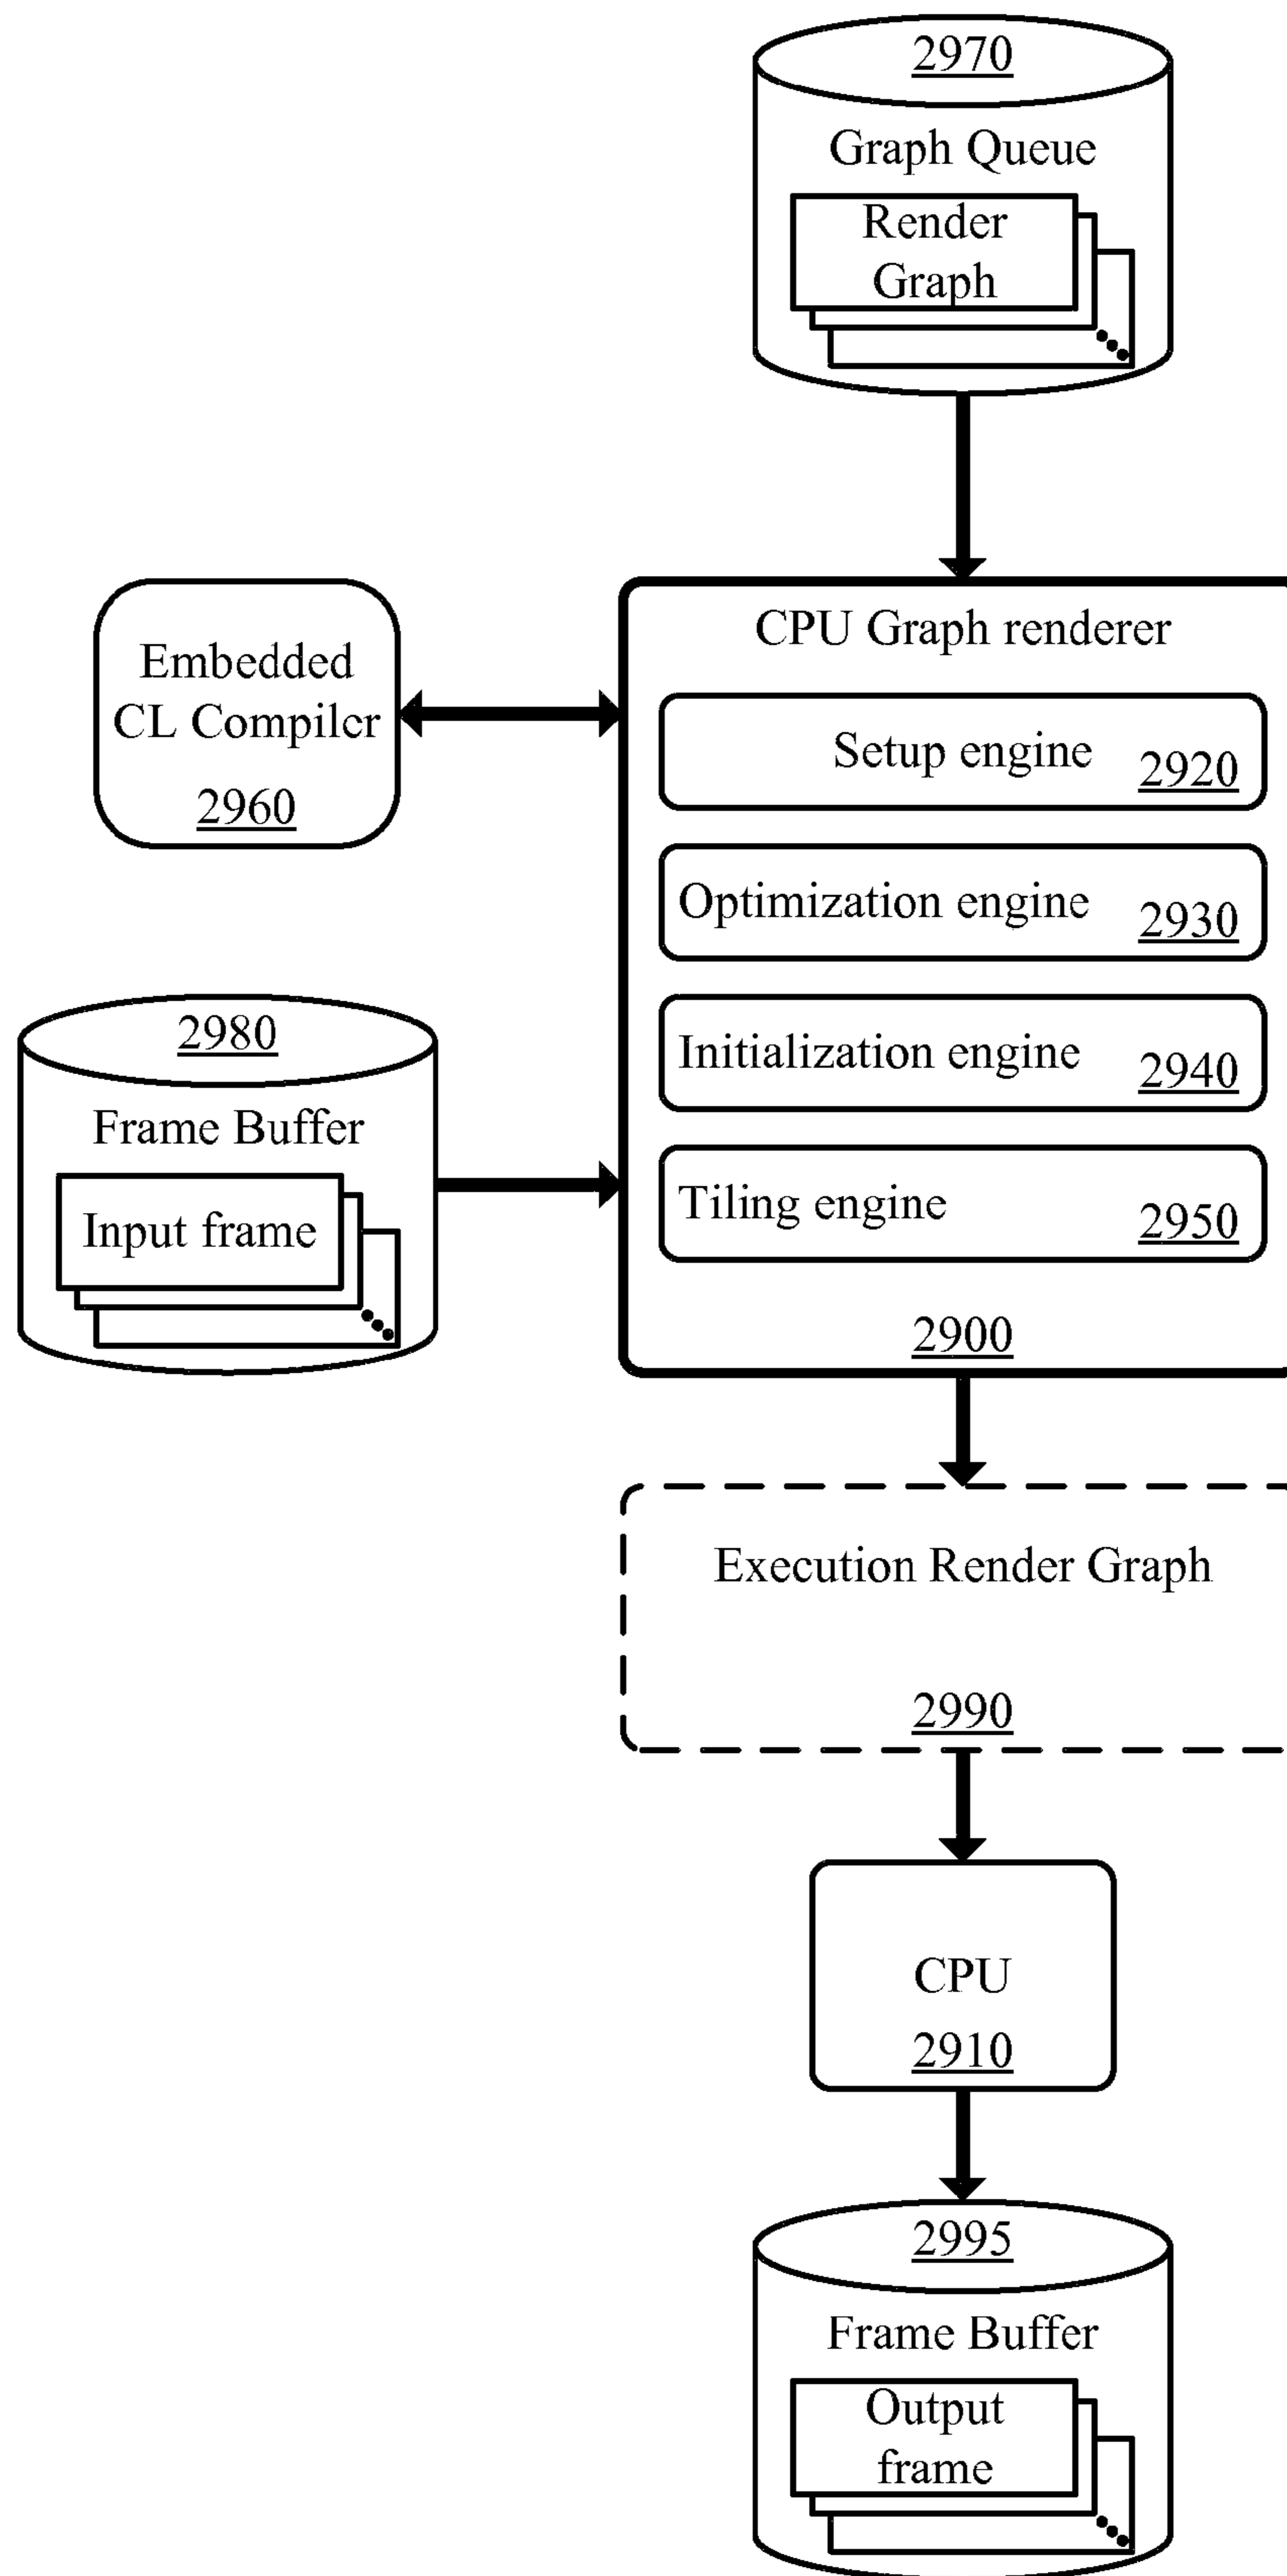 2970
Graph Queue
Render
Graph
CPU Graph renderer
Embedded
CL Compiler
2960
Setup engine 2920
Optimization engine 2930
Initialization engine 2940
Tiling engine 2950
2900
2980
Frame Buffer
Input frame
Execution Render Graph
2990
CPU
2910
2995
Frame Buffer
Output
frame